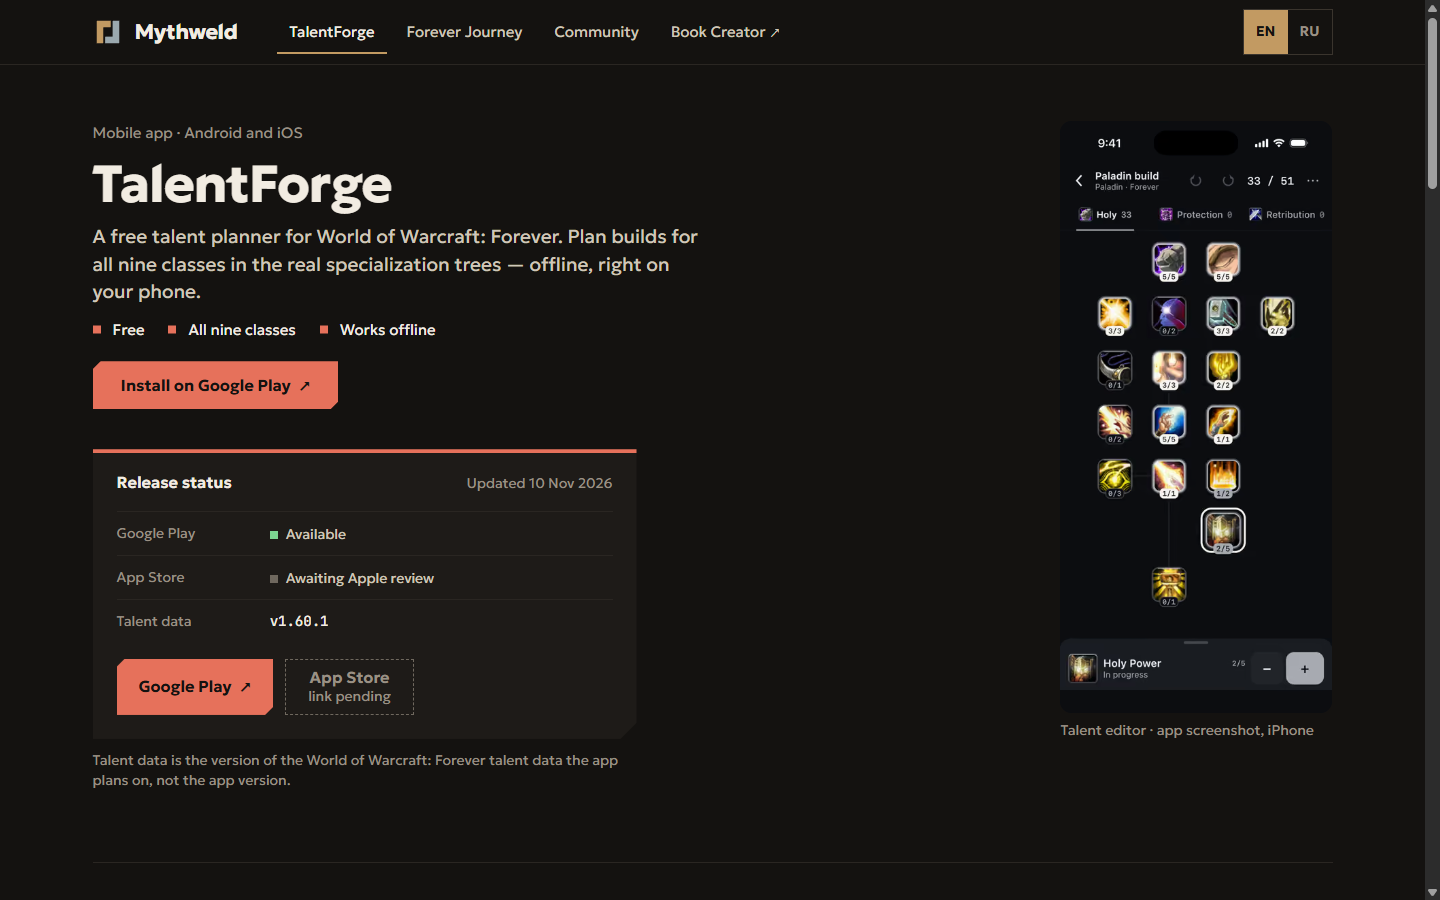 Mythweld
TalentForge
Forever Journey
Community
Book Creator ↗
EN
RU
Mobile app · Android and iOS
TalentForge
A free talent planner for World of Warcraft: Forever. Plan builds for
all nine classes in the real specialization trees — offline, right on
your phone.
Free
All nine classes
Works offline
Install on Google Play ↗
Release status
Updated 10 Nov 2026
Google Play
Available
App Store
Awaiting Apple review
Talent data
v1.60.1
Google Play ↗
App Store
link pending
Talent data is the version of the World of Warcraft: Forever talent data the app
plans on, not the app version.
9:41
Paladin build
Paladin · Forever
33 / 51
Holy 33
Protection 0
Retribution 0
5/5
5/5
3/3
0/2
3/3
2/2
0/1
3/3
2/2
0/2
5/5
1/1
0/3
1/1
1/2
2/5
0/1
Holy Power
In progress
2/5
−
+
Talent editor · app screenshot, iPhone